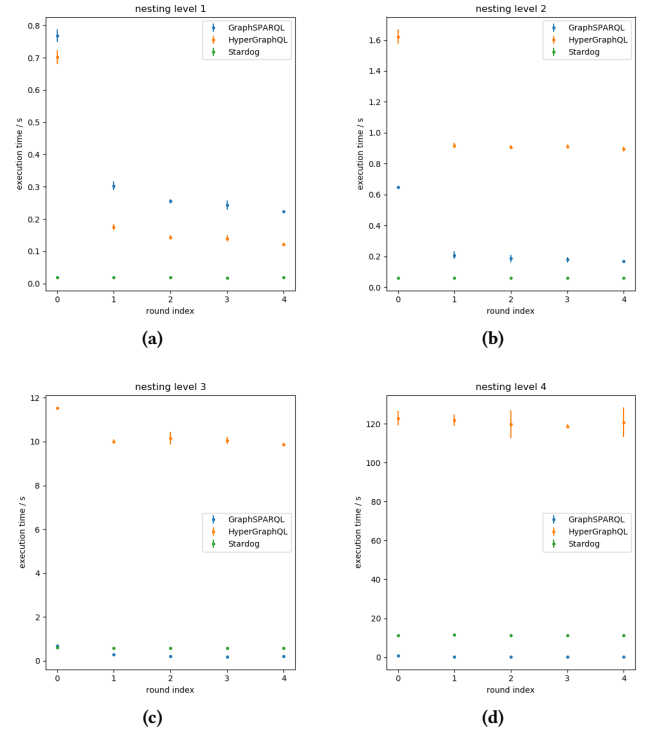 nesting level 1
0.8
0.7
0.6
0.5
0.4
0.3
0.2
0.1
0.0
execution time / s
GraphSPARQL
HyperGraphQL
Stardog
0 1 2 3 4
round index
(a)
nesting level 2
1.6
1.4
1.2
1.0
0.8
0.6
0.4
0.2
0.0
execution time / s
GraphSPARQL
HyperGraphQL
Stardog
0 1 2 3 4
round index
(b)
nesting level 3
12
10
8
6
4
2
0
execution time / s
GraphSPARQL
HyperGraphQL
Stardog
0 1 2 3 4
round index
(c)
nesting level 4
120
100
80
60
40
20
0
execution time / s
GraphSPARQL
HyperGraphQL
Stardog
0 1 2 3 4
round index
(d)